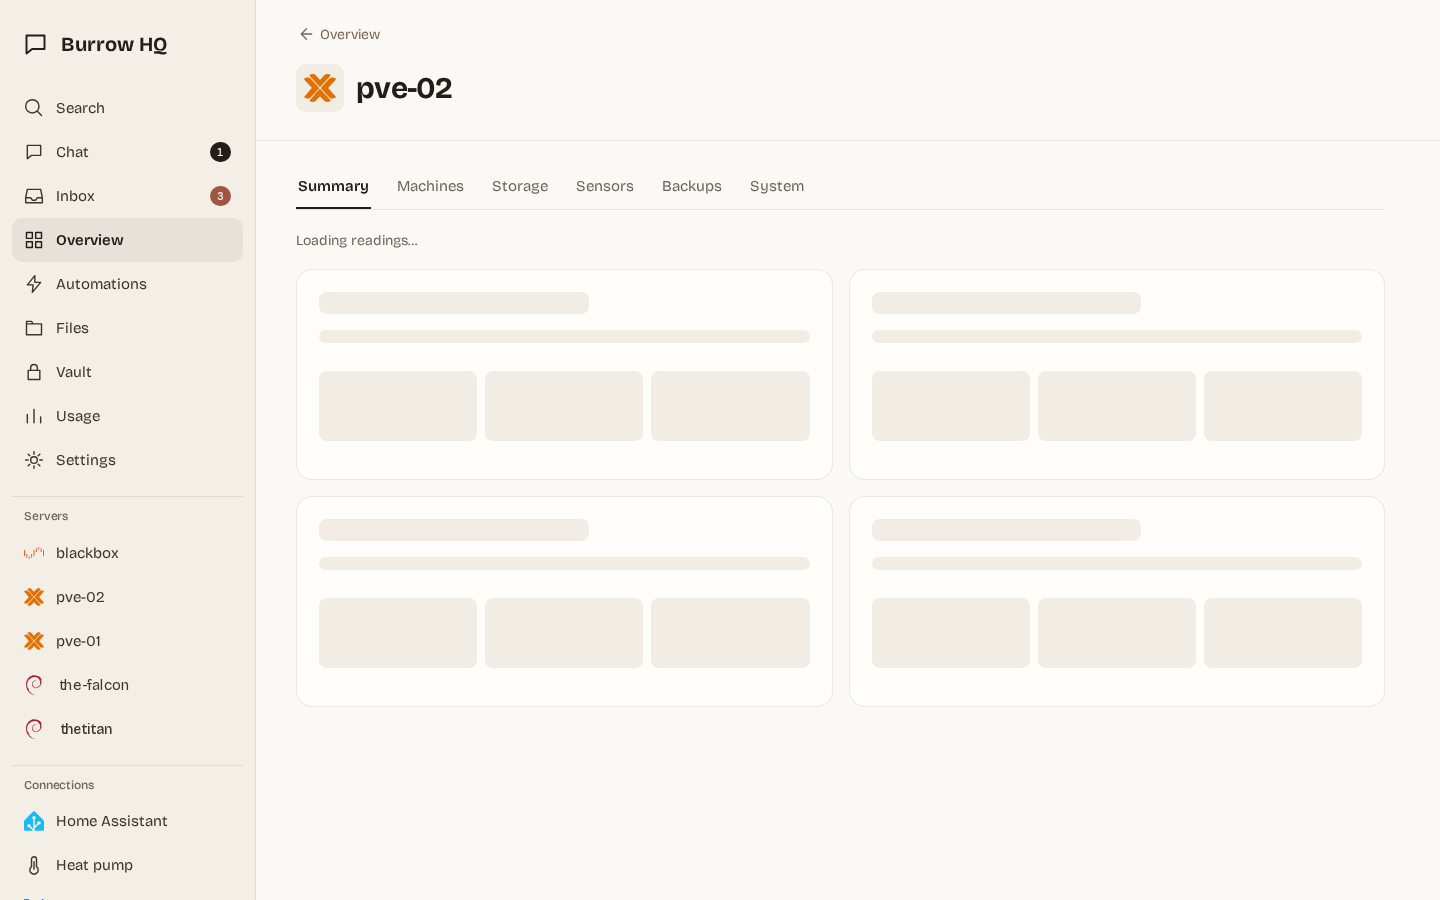 Burrow HQ
Search
Chat 1
Inbox 3
Overview
Automations
Files
Vault
Usage
Settings
Servers
blackbox
pve-02
pve-01
the-falcon
thetitan
Connections
Home Assistant
Heat pump
Overview
pve-02
Summary Machines Storage Sensors Backups System
Loading readings…